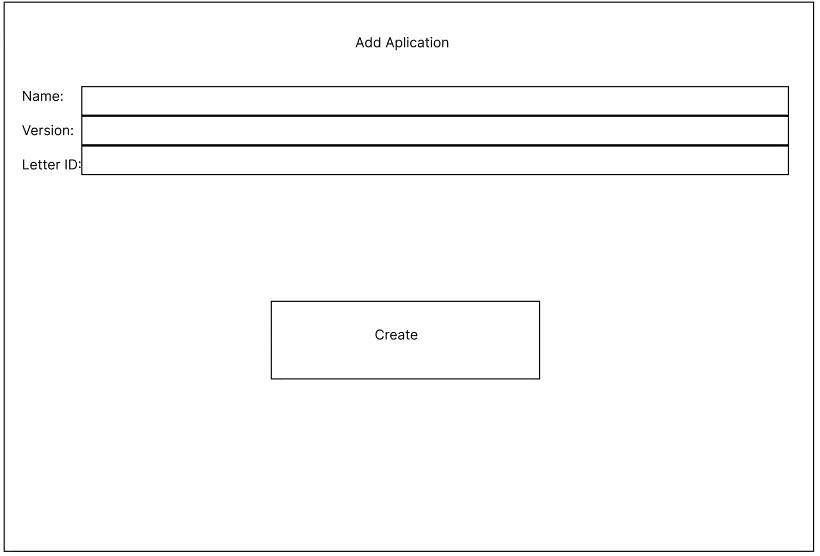 Add Aplication
Name:
Version:
Letter ID:
Create